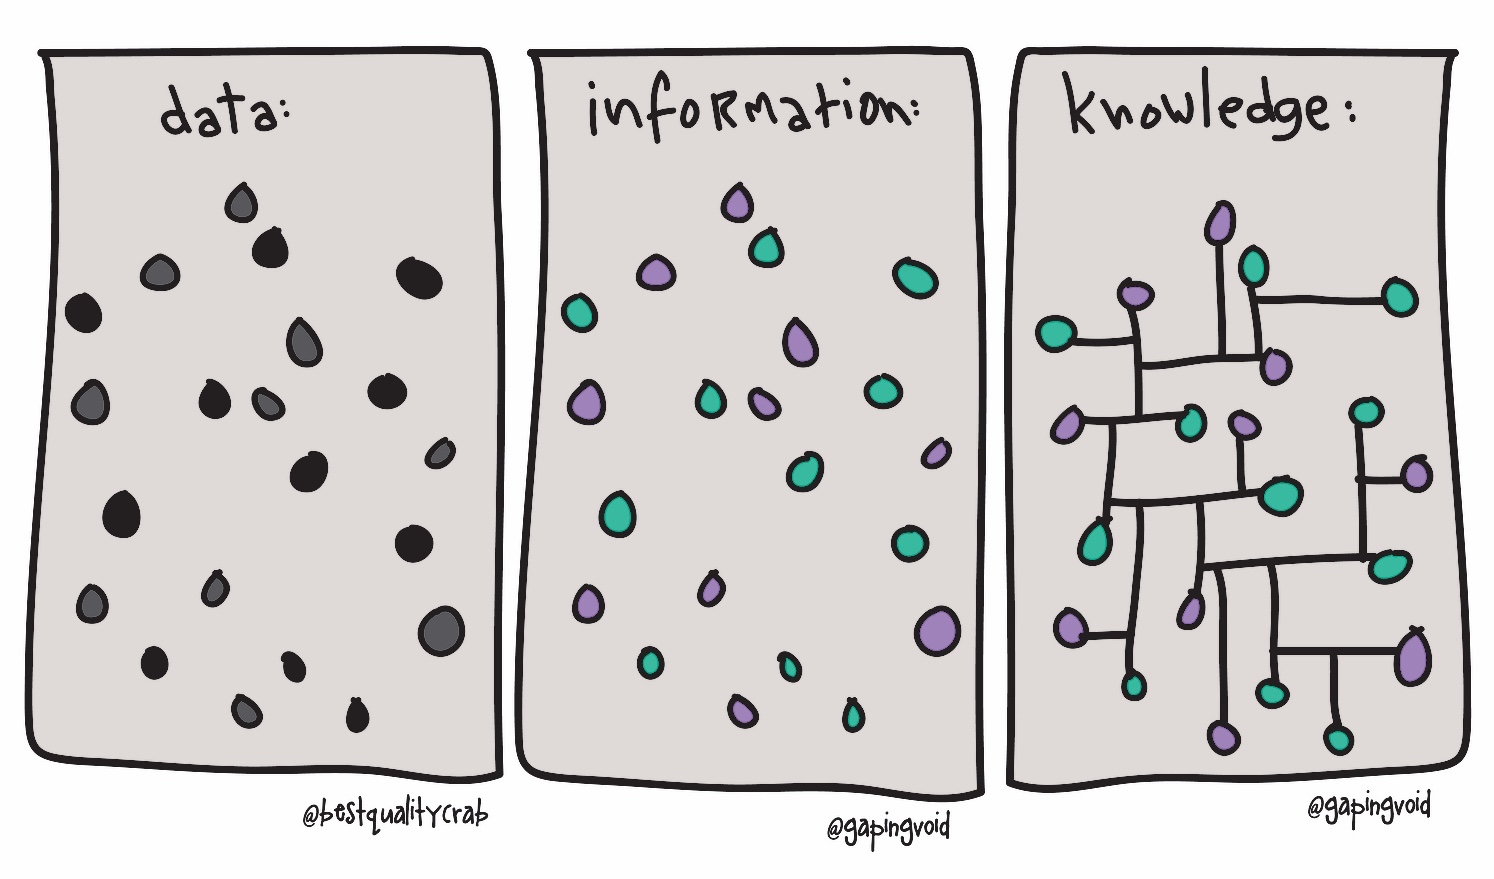 data:
information:
knowledge:
@bestqualitycrab
@gapingvoid
@gapingvoid